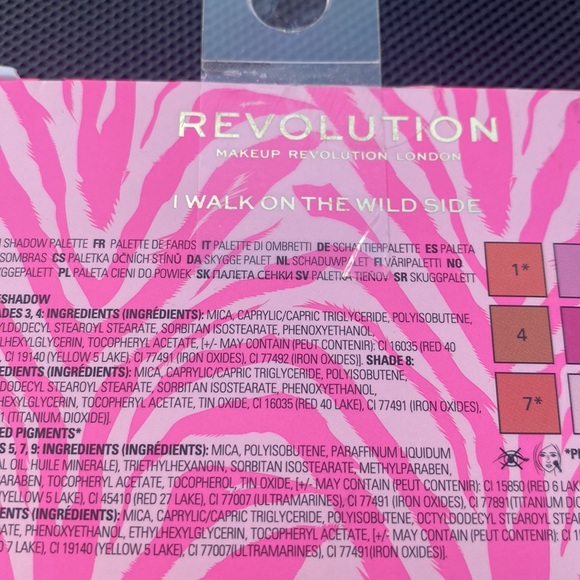 REVOLUTION
MAKEUP REVOLUTION LONDON
I WALK ON THE WILD SIDE
SHADOW PALETTE FR PALETTE DE FARDS IT PALETTE DI OMBRETTI DE SCHATTIERPALETTE ES PALETA
SOMBRAS CS PALETKA OČNÍCH STÍNŮ DA SKYGGE PALET NL SCHADUWPALET FI VÄRIPALETTI NO
SKYGGEPALETT PL PALETA CIENI DO POWIEK SK ПАЛЕТА СЕНКИ SV PALETKA TIEŇOV SR SKUGGPALETT
1*
4
7*
SHADOW
ADES 3, 4: INGREDIENTS (INGRÉDIENTS): MICA, CAPRYLIC/CAPRIC TRIGLYCERIDE, POLYISOBUTENE,
YLDODECYL STEAROYL STEARATE, SORBITAN ISOSTEARATE, PHENOXYETHANOL,
LHEXYLGLYCERIN, TOCOPHERYL ACETATE, [+/- MAY CONTAIN (PEUT CONTENIR): CI 16035 (RED 40
), CI 19140 (YELLOW 5 LAKE), CI 77491 (IRON OXIDES), CI 77492 (IRON OXIDES)]. SHADE 8:
EDIENTS (INGRÉDIENTS): MICA, CAPRYLIC/CAPRIC TRIGLYCERIDE, POLYISOBUTENE,
LDODECYL STEAROYL STEARATE, SORBITAN ISOSTEARATE, PHENOXYETHANOL,
HEXYLGLYCERIN, TOCOPHERYL ACETATE, TIN OXIDE, CI 16035 (RED 40 LAKE), CI 77491 (IRON OXIDES),
1 (TITANIUM DIOXIDE)].
ED PIGMENTS*
S 5, 7, 9: INGREDIENTS (INGRÉDIENTS): MICA, POLYISOBUTENE, PARAFFINUM LIQUIDUM
AL OIL, HUILE MINERALE), TRIETHYLHEXANOIN, SORBITAN ISOSTEARATE, METHYLPARABEN,
PARABEN, TOCOPHERYL ACETATE, TOCOPHEROL, TIN OXIDE, [+/- MAY CONTAIN (PEUT CONTENIR): CI 15850 (RED 6 LAK
YELLOW 5 LAKE), CI 45410 (RED 27 LAKE), CI 77007 (ULTRAMARINES), CI 77491 (IRON OXIDES), CI 77891(TITANIUM DIOX
ENTS (INGRÉDIENTS): MICA, CAPRYLIC/CAPRIC TRIGLYCERIDE, POLYISOBUTENE, OCTYLDODECYL STEAROYL STE
ATE, PHENOXYETHANOL, ETHYLHEXYLGLYCERIN, TOCOPHERYL ACETATE, [+/- MAY CONTAIN (PEUT CONTENIR): C
D 7 LAKE), CI 19140 (YELLOW 5 LAKE), CI 77007(ULTRAMARINES), CI 77491(IRON OXIDES)].